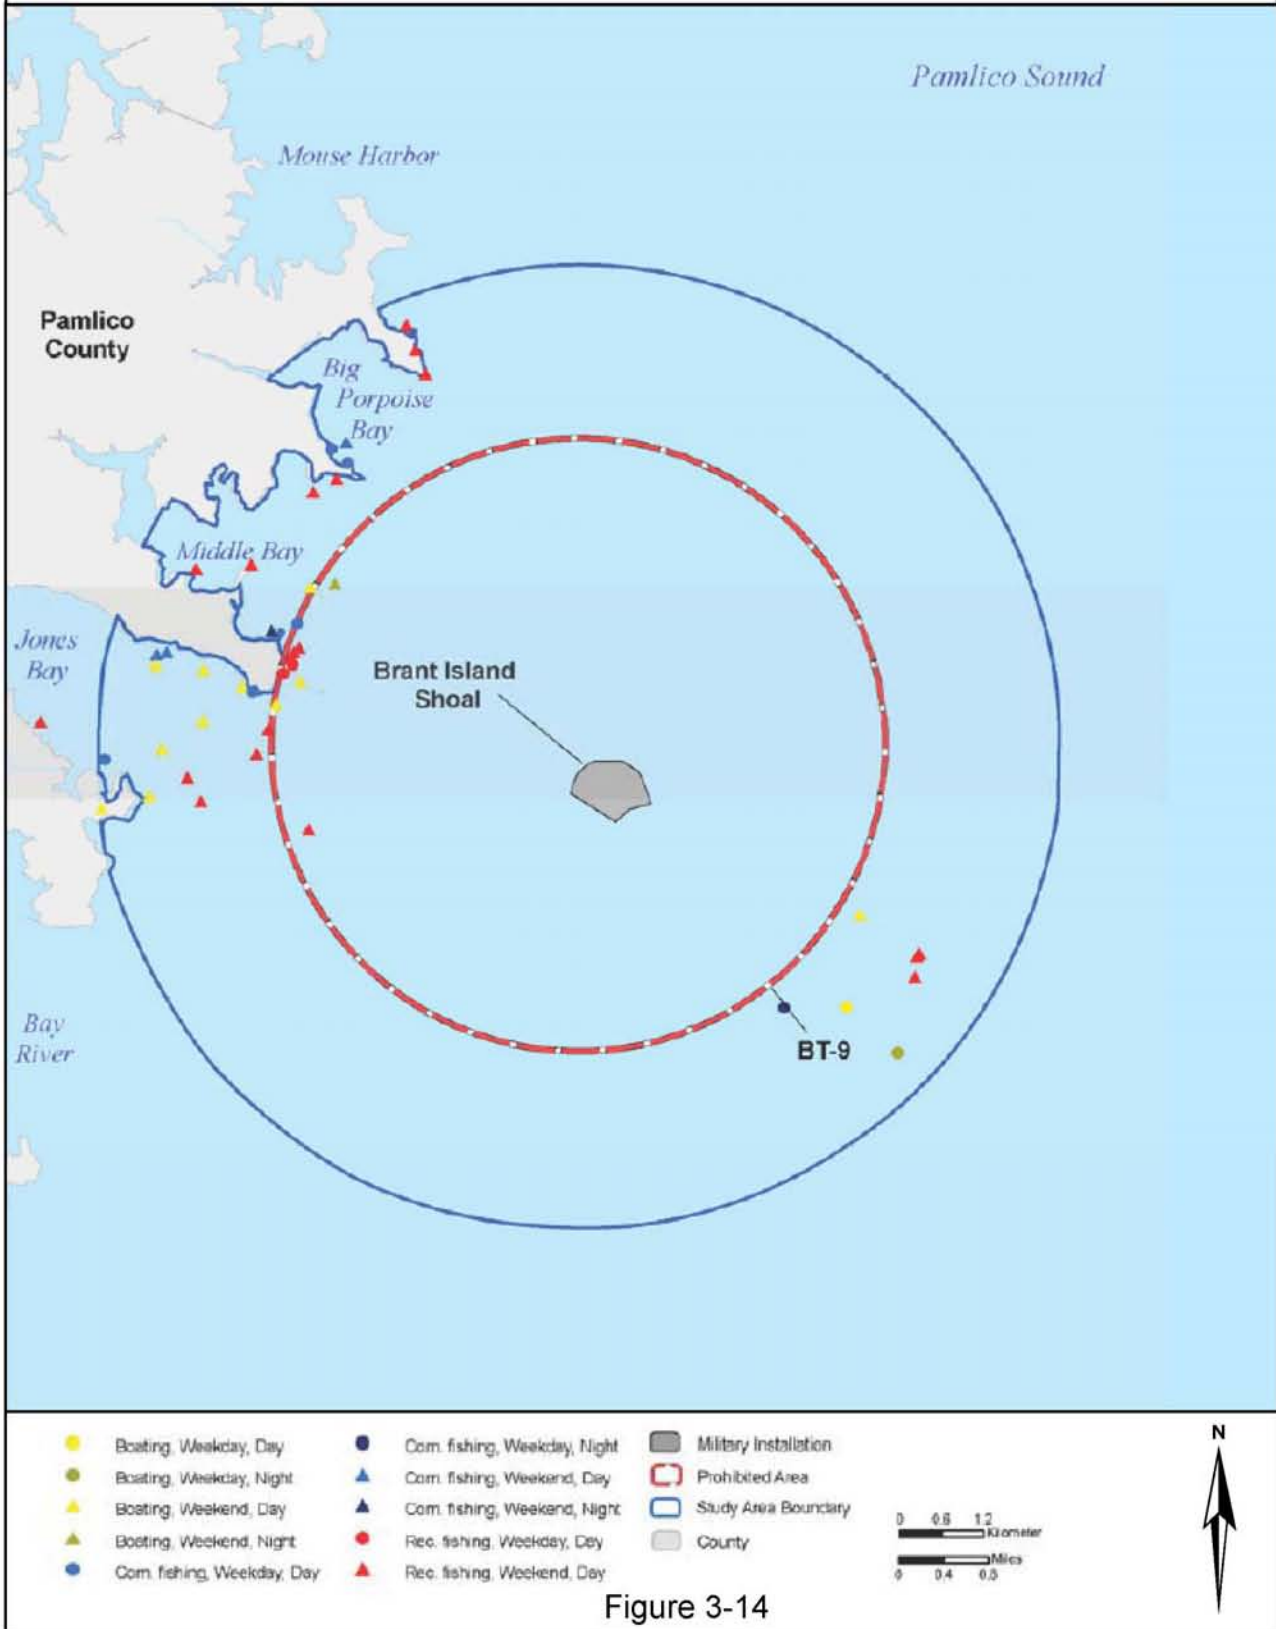 Pamlico Sound
Mouse Harbor
Pamlico
County
Big
Porpoise
Bay
Middle Bay
Jones
Bay
Brant Island
Shoal
Bay
River
BT-9
Boating, Weekday, Day
Boating, Weekday, Night
Boating, Weekend, Day
Boating, Weekend, Night
Com. fishing, Weekday, Day
Com. fishing, Weekday, Night
Com. fishing, Weekend, Day
Com. fishing, Weekend, Night
Rec. fishing, Weekday, Day
Rec. fishing, Weekend, Day
Military Installation
Prohibited Area
Study Area Boundary
County
0 0.6 1.2
Kilometer
Miles
0 0.4 0.8
N
Figure 3-14